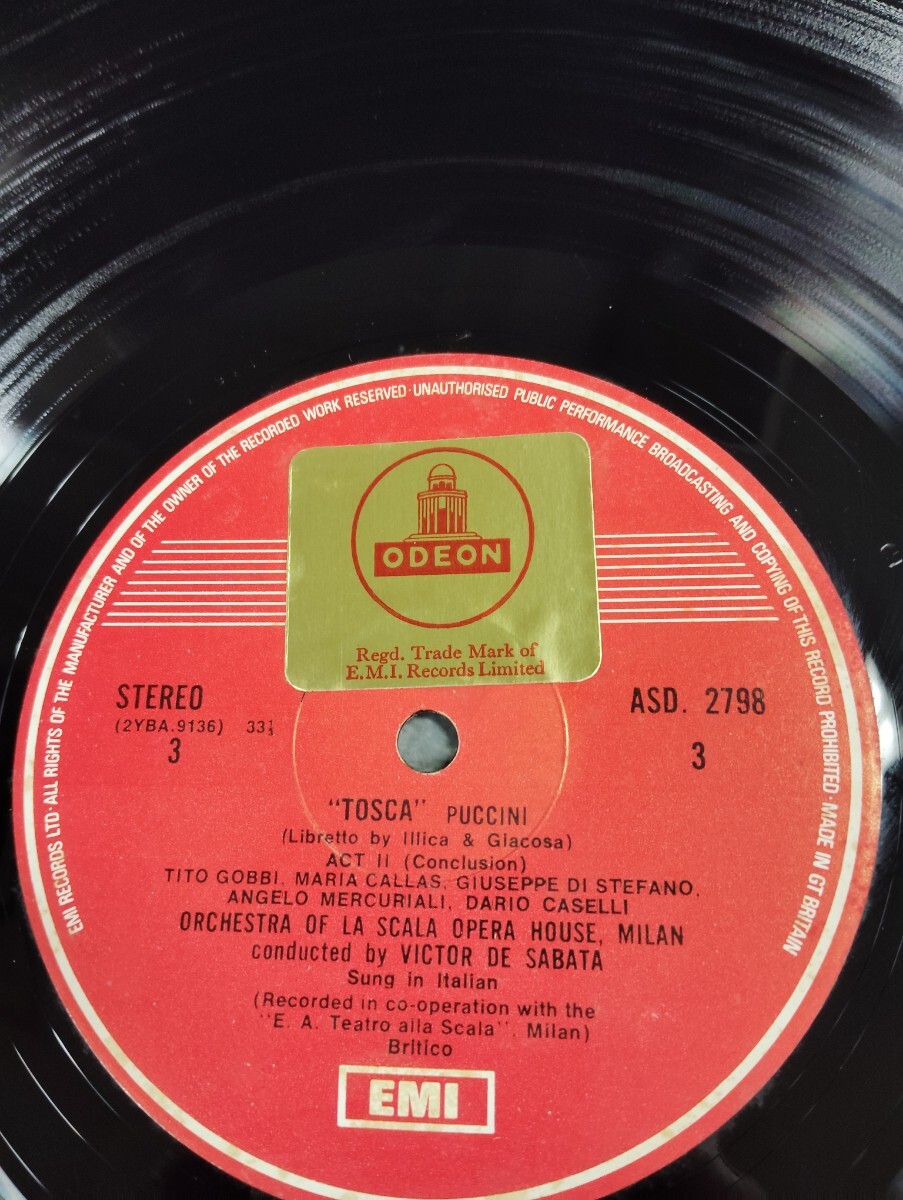 EMI RECORDS LTD · ALL RIGHTS OF THE MANUFACTURER AND OF THE OWNER OF THE RECORDED WORK RESERVED · UNAUTHORISED PUBLIC PERFORMANCE BROADCASTING AND COPYING OF THIS RECORD PROHIBITED · MADE IN GT BRITAIN
ODEON
Regd. Trade Mark of
E.M.I. Records Limited
STEREO
(2YBA.9136) 33⅓
3
ASD. 2798
3
"TOSCA" PUCCINI
(Libretto by Illica & Giacosa)
ACT II (Conclusion)
TITO GOBBI, MARIA CALLAS, GIUSEPPE DI STEFANO,
ANGELO MERCURIALI, DARIO CASELLI
ORCHESTRA OF LA SCALA OPERA HOUSE, MILAN
conducted by VICTOR DE SABATA
Sung in Italian
(Recorded in co-operation with the
"E. A. Teatro alla Scala", Milan)
Britico
EMI